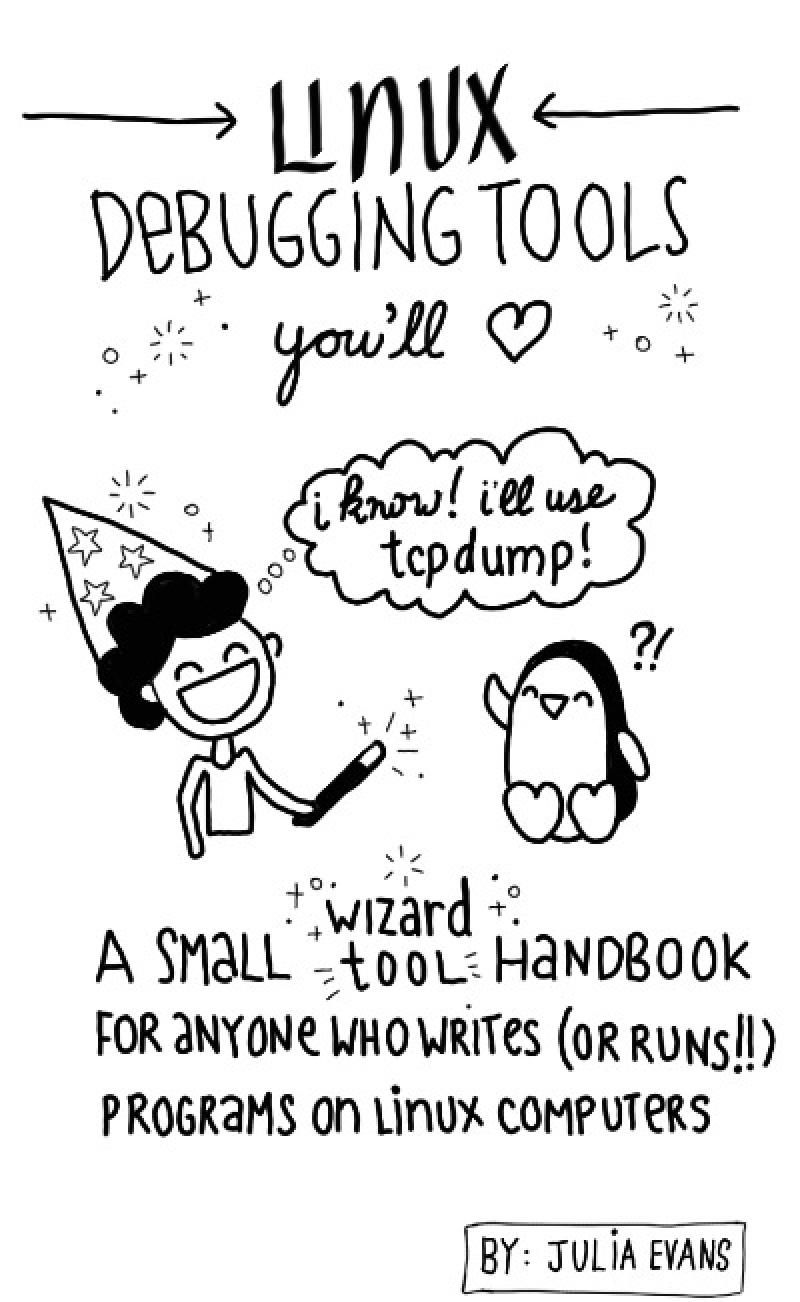 LINUX
DEBUGGING TOOLS
you'll ♡
i know! i'll use
tcpdump!
?!
wizard
A SMALL tOOL HANDBOOK
FOR aNYONe WHO WRiTes (OR RUNS!!)
PROGRaMS on Linux COMPUTERS
BY: JULiA EVANS